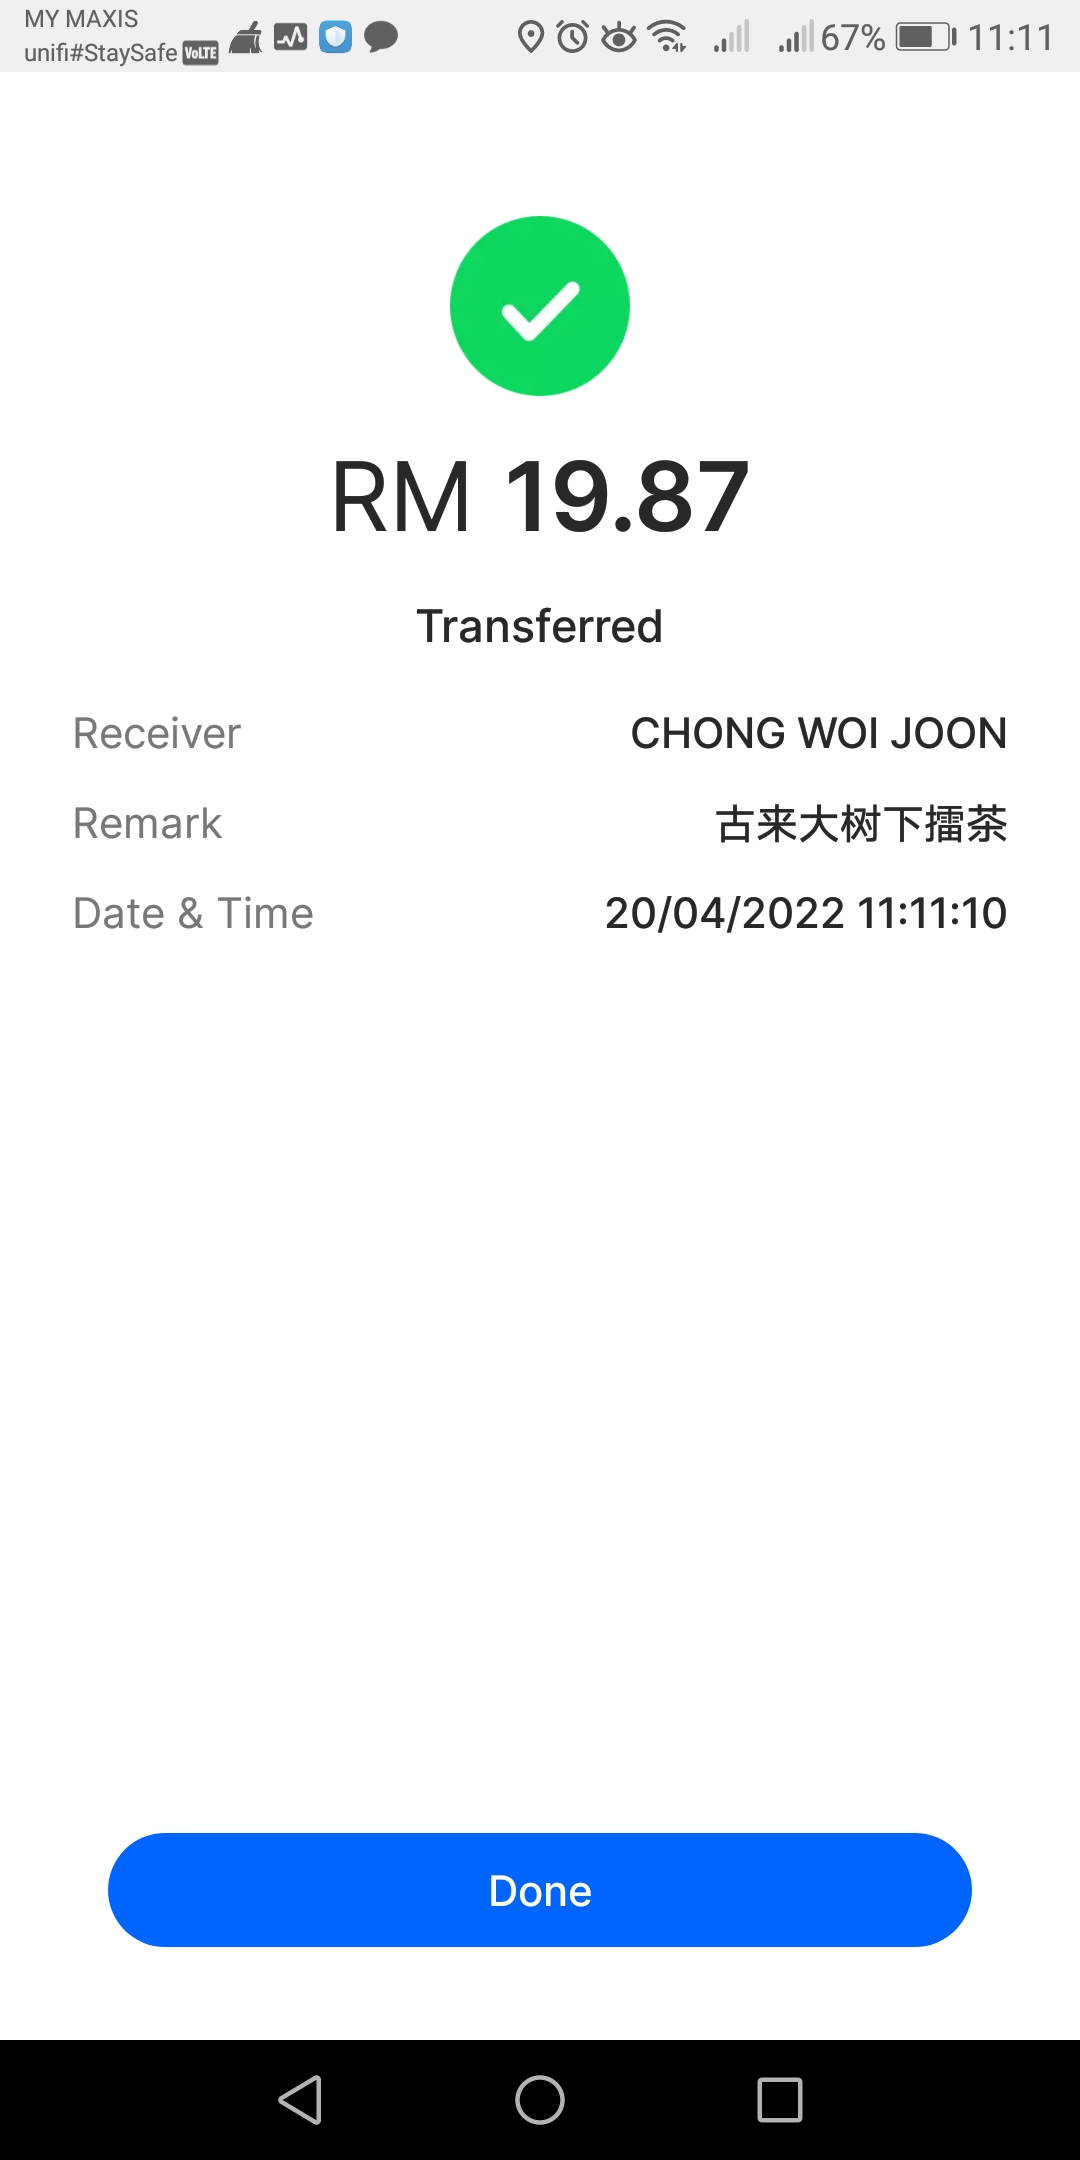 MY MAXIS
unifi#StaySafe VoLTE 67% 11:11
RM 19.87
Transferred
Receiver CHONG WOI JOON
Remark 古来大树下擂茶
Date & Time 20/04/2022 11:11:10
Done